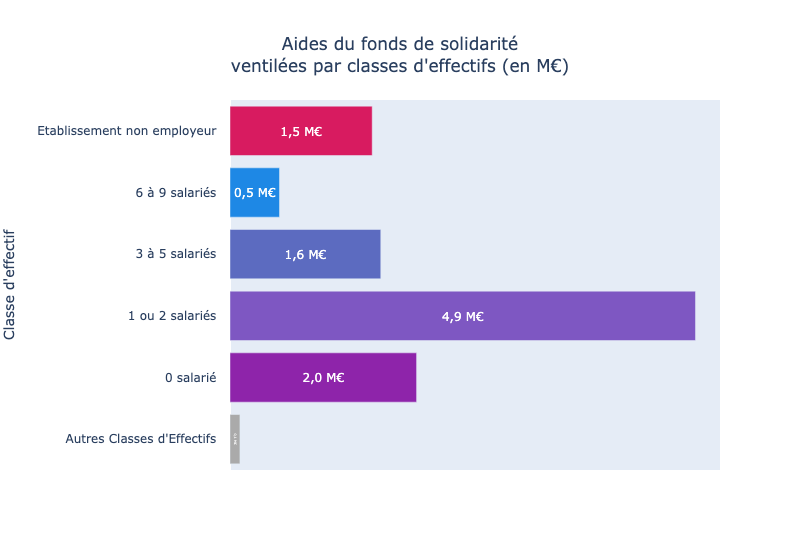 Aides du fonds de solidarité
ventilées par classes d'effectifs (en M€)
Classe d'effectif
Etablissement non employeur
1,5 M€
6 à 9 salariés
0,5 M€
3 à 5 salariés
1,6 M€
1 ou 2 salariés
4,9 M€
0 salarié
2,0 M€
Autres Classes d'Effectifs